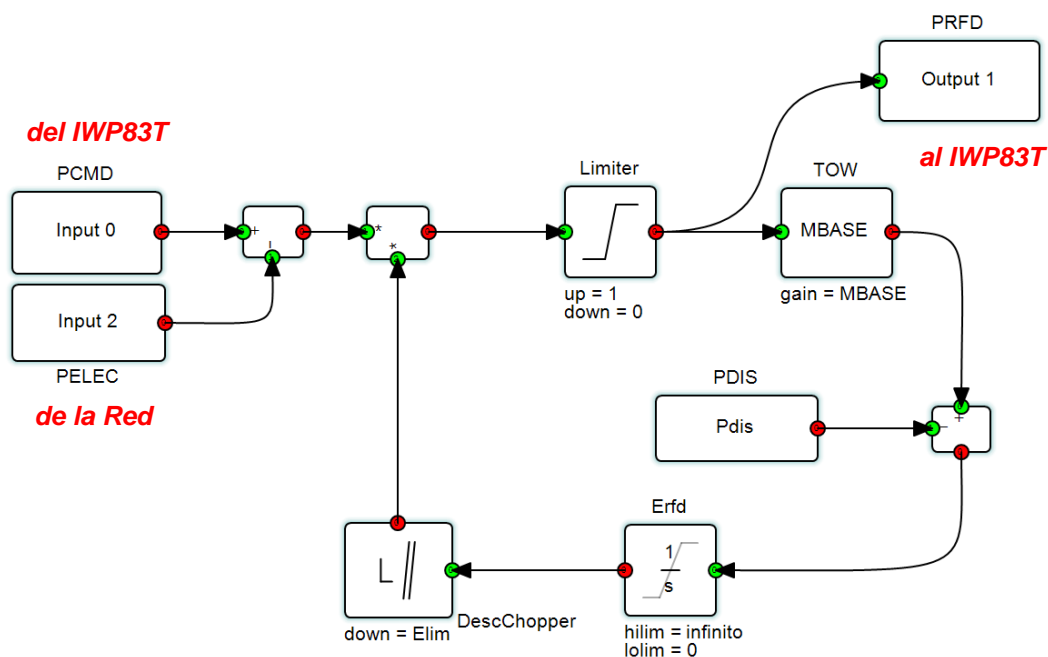 PRFD
Output 1
del IWP83T
al IWP83T
PCMD
Input 0
+
-
*
*
Limiter
up = 1
down = 0
TOW
MBASE
gain = MBASE
Input 2
PELEC
de la Red
PDIS
Pdis
+
-
Erfd
1
s
hilim = infinito
lolim = 0
L
DescChopper
down = Elim